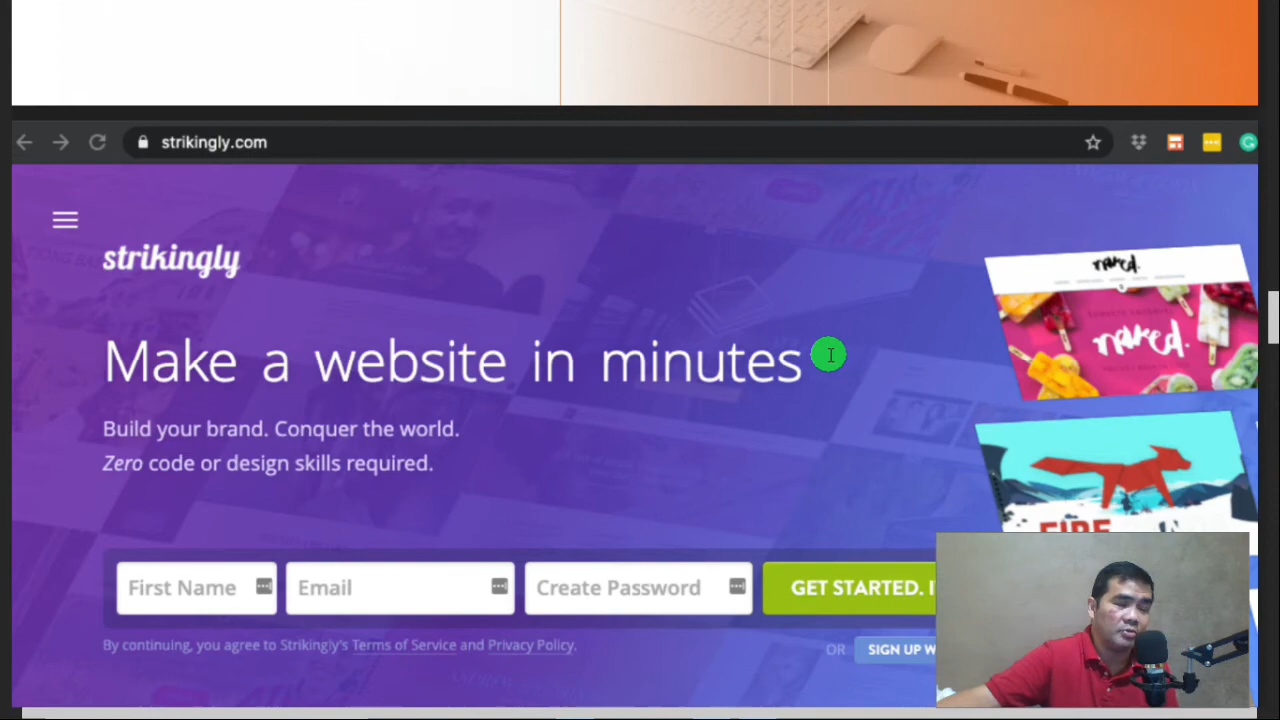 strikingly.com
strikingly
Make a website in minutes
Build your brand. Conquer the world.
Zero code or design skills required.
First Name
Email
Create Password
GET STARTED.
By continuing, you agree to Strikingly's Terms of Service and Privacy Policy.
OR
SIGN UP
naked.
naked.
FIRE